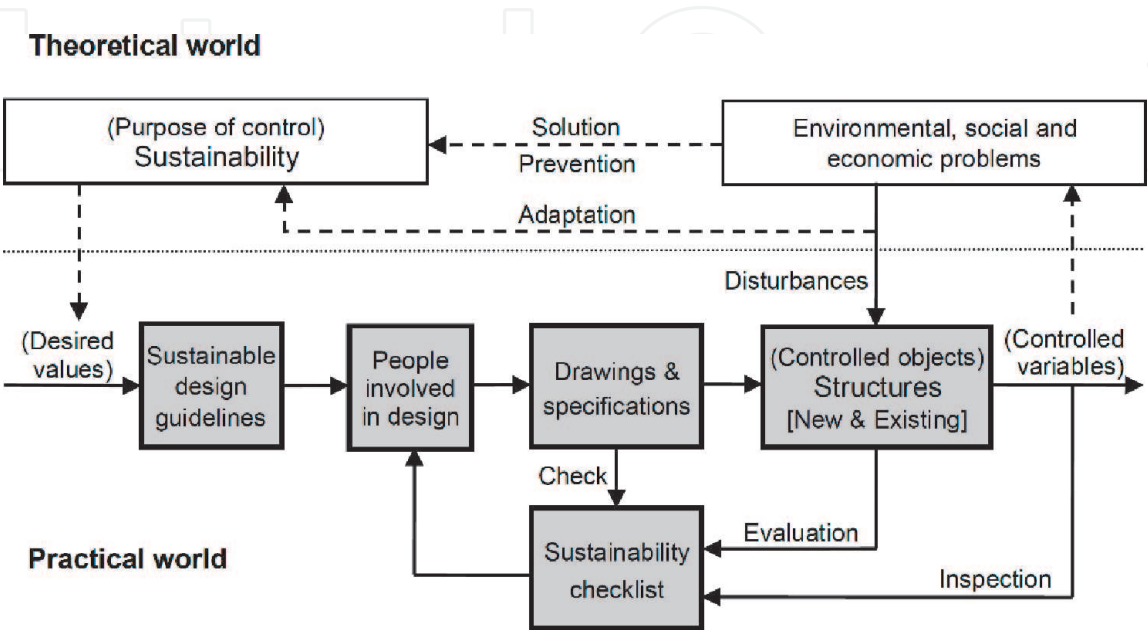 Theoretical world
(Purpose of control)
Sustainability
Solution
Prevention
Environmental, social and
economic problems
Adaptation
Disturbances
(Desired
values)
Sustainable
design
guidelines
People
involved
in design
Drawings &
specifications
(Controlled objects)
Structures
[New & Existing]
(Controlled
variables)
Check
Practical world
Sustainability
checklist
Evaluation
Inspection